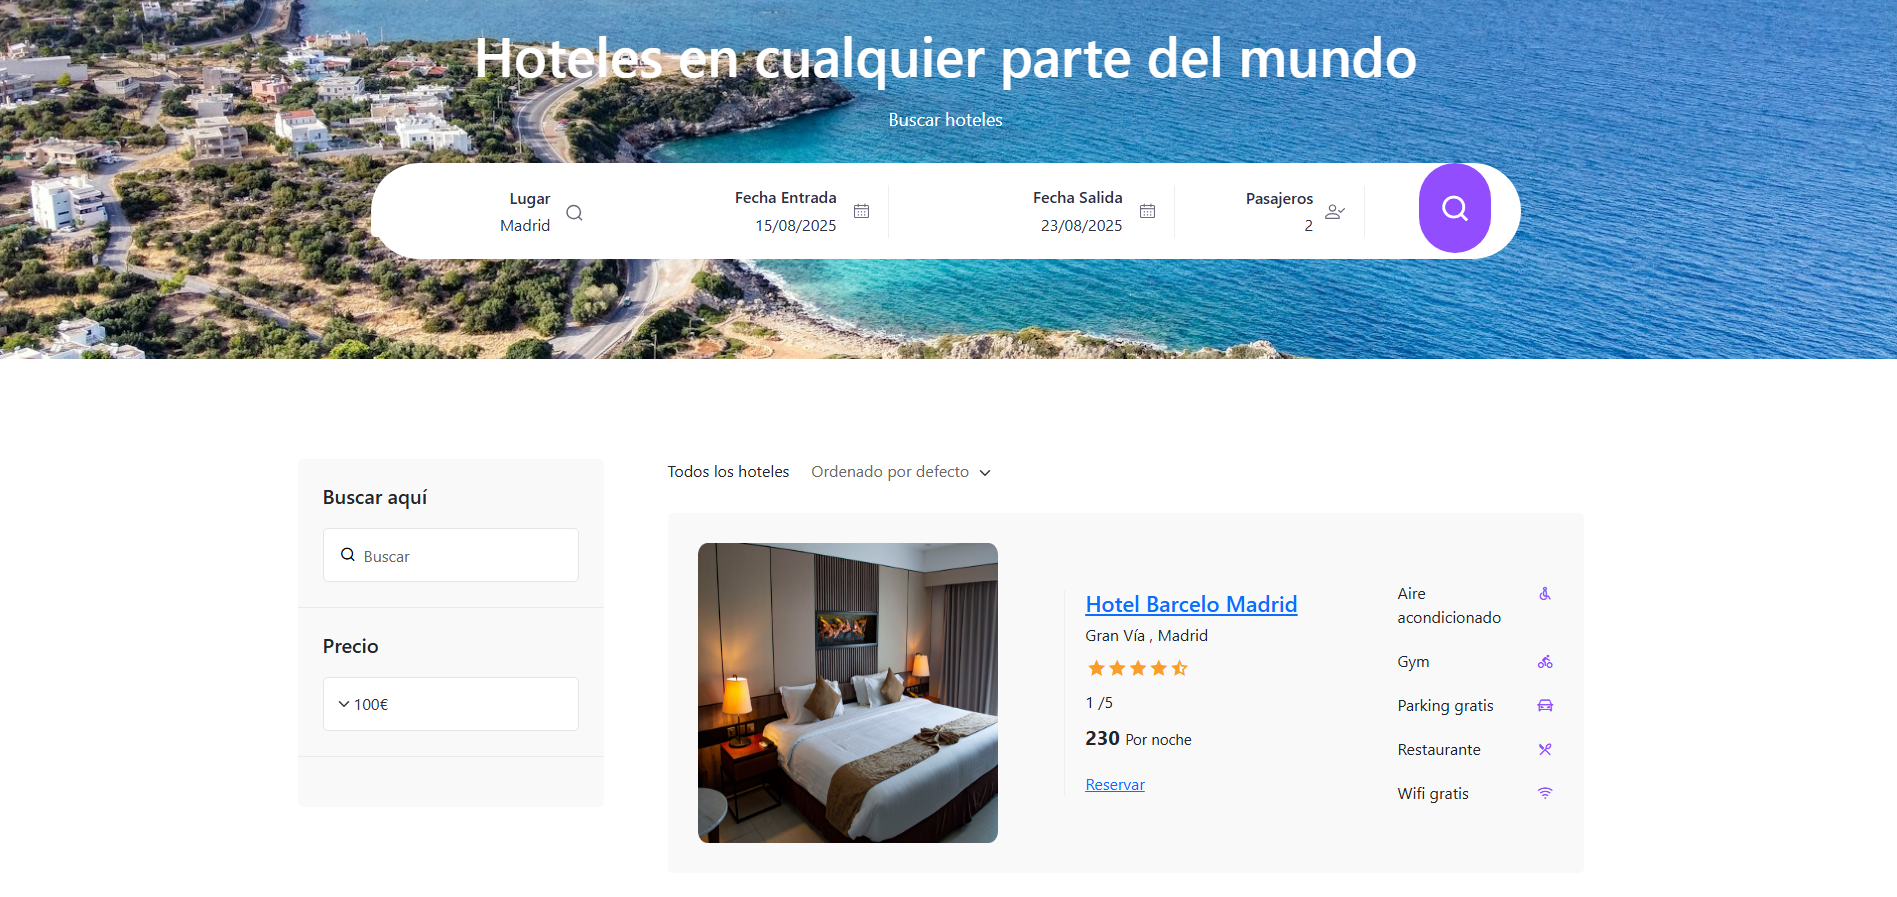 Hoteles en cualquier parte del mundo
Buscar hoteles
Lugar
Madrid
Fecha Entrada
15/08/2025
Fecha Salida
23/08/2025
Pasajeros
2
Buscar aquí
Buscar
Precio
100€
Todos los hoteles
Ordenado por defecto
Hotel Barcelo Madrid
Gran Vía , Madrid
1 /5
230 Por noche
Reservar
Aire
acondicionado
Gym
Parking gratis
Restaurante
Wifi gratis